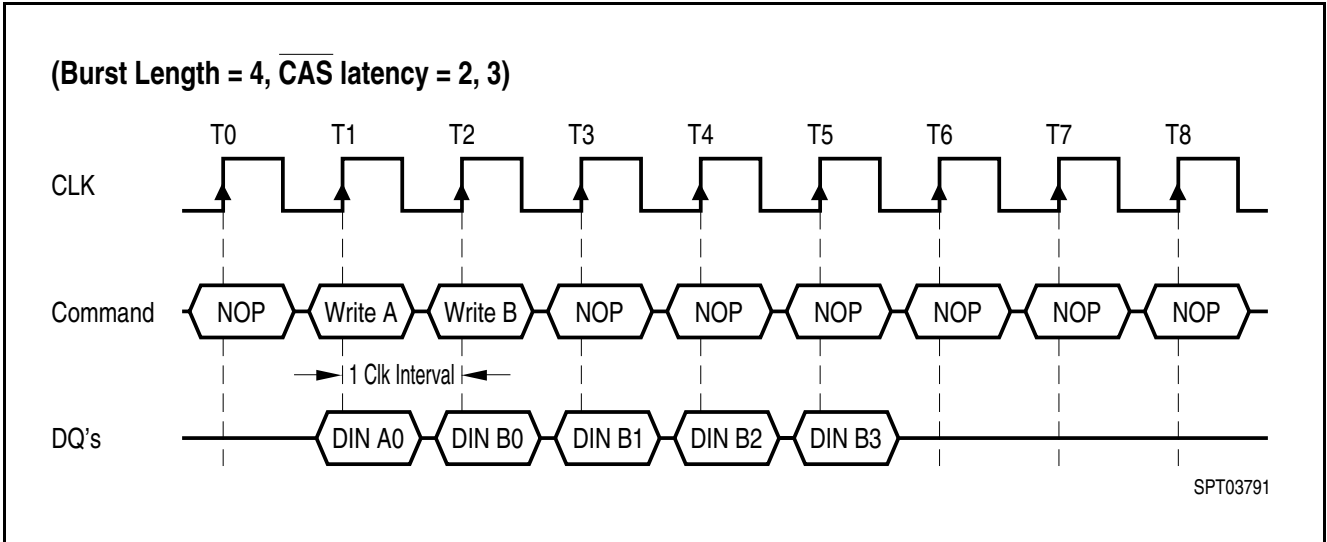 (Burst Length = 4, CAS latency = 2, 3)
T0 T1 T2 T3 T4 T5 T6 T7 T8
CLK
Command NOP Write A Write B NOP NOP NOP NOP NOP NOP
1 Clk Interval
DQ's DIN A0 DIN B0 DIN B1 DIN B2 DIN B3
SPT03791